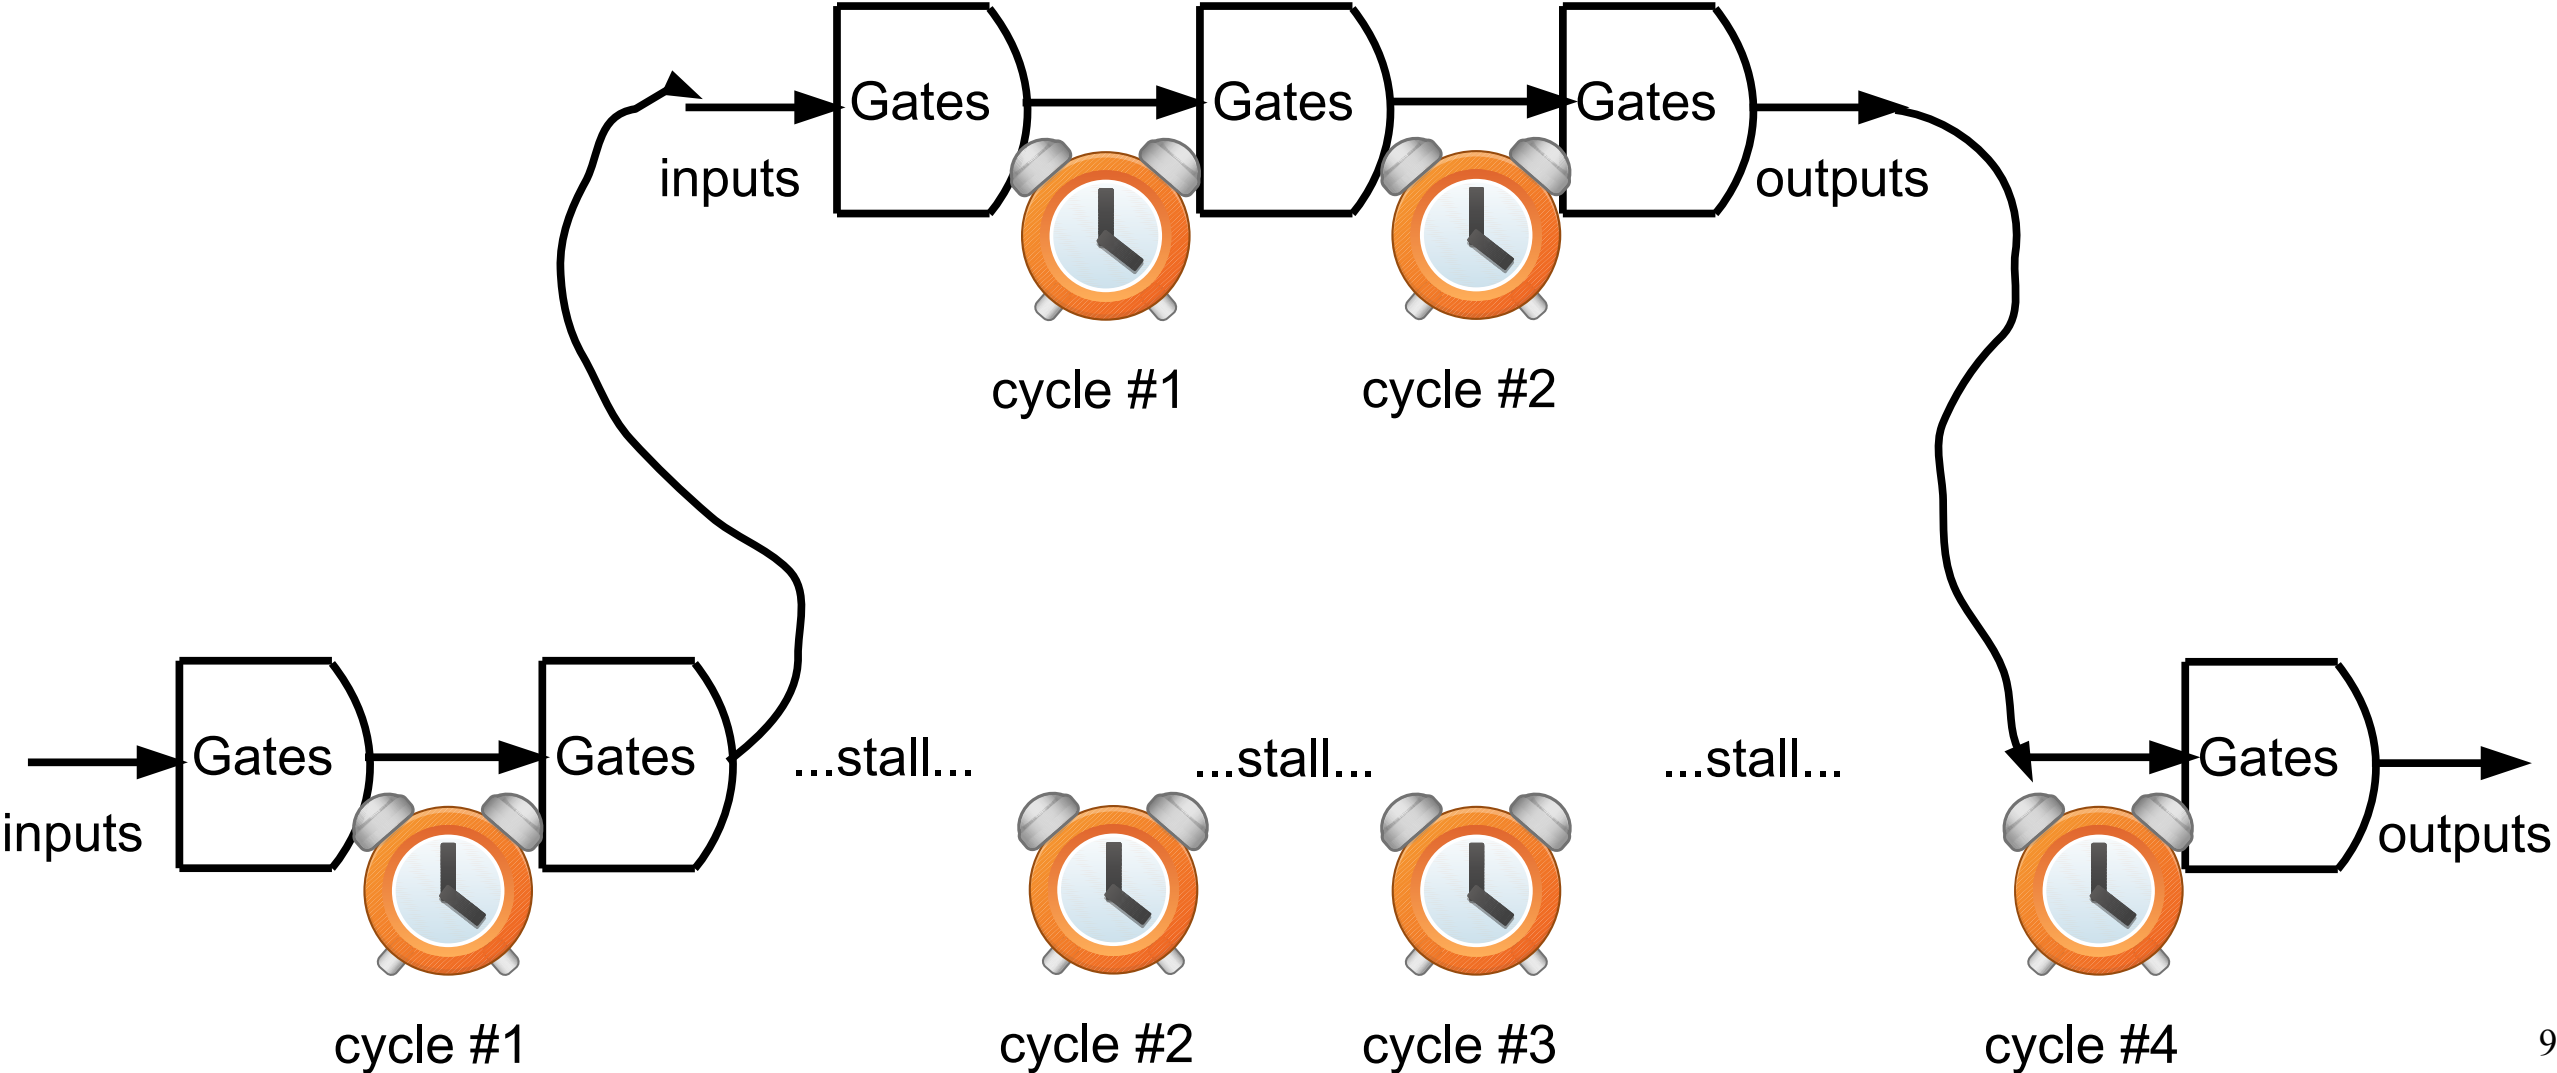 Gates Gates Gates
inputs outputs
cycle #1 cycle #2
Gates Gates ...stall... ...stall... ...stall... Gates
inputs outputs
cycle #1 cycle #2 cycle #3 cycle #4 9